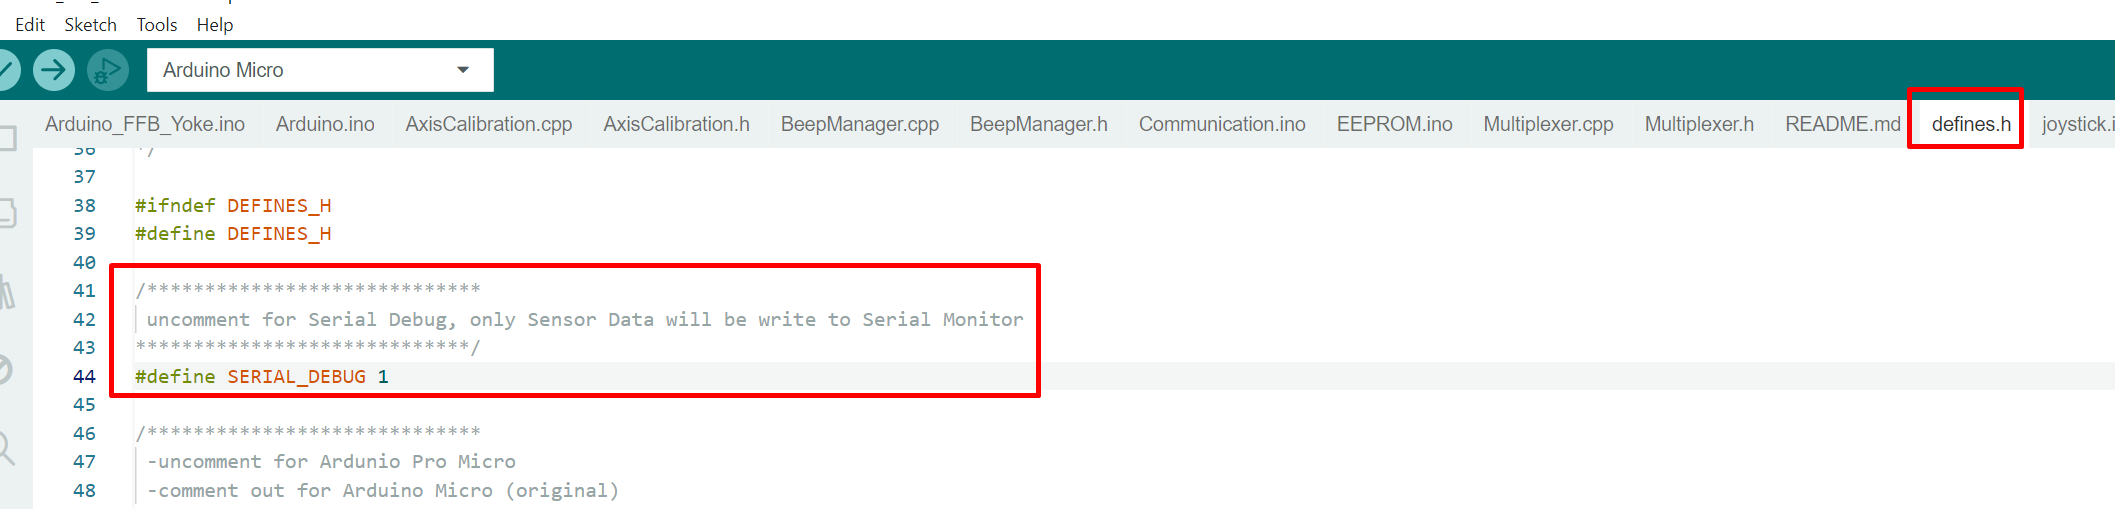 Edit Sketch Tools Help
Arduino Micro
Arduino_FFB_Yoke.ino Arduino.ino AxisCalibration.cpp AxisCalibration.h BeepManager.cpp BeepManager.h Communication.ino EEPROM.ino Multiplexer.cpp Multiplexer.h README.md defines.h joystick.i
36 */
37
38 #ifndef DEFINES_H
39 #define DEFINES_H
40
41 /*****************************
42 uncomment for Serial Debug, only Sensor Data will be write to Serial Monitor
43 *****************************/
44 #define SERIAL_DEBUG 1
45
46 /*****************************
47 -uncomment for Ardunio Pro Micro
48 -comment out for Arduino Micro (original)